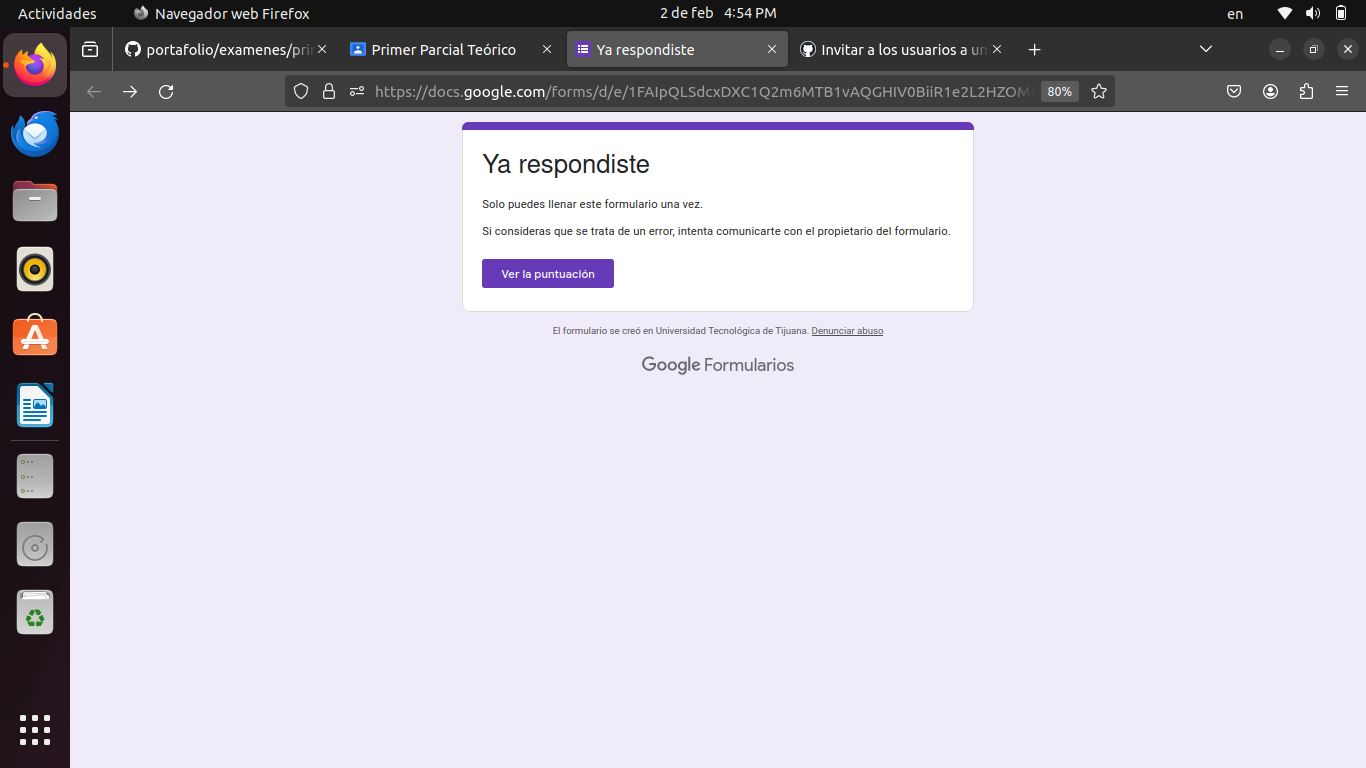 Actividades
Navegador web Firefox
2 de feb 4:54 PM
en
portafolio/examenes/pri
Primer Parcial Teórico
Ya respondiste
Invitar a los usuarios a un
https://docs.google.com/forms/d/e/1FAIpQLSdcxDXC1Q2m6MTB1vAQGHIV0BiiR1e2L2HZOM
80%
Ya respondiste
Solo puedes llenar este formulario una vez.
Si consideras que se trata de un error, intenta comunicarte con el propietario del formulario.
Ver la puntuación
El formulario se creó en Universidad Tecnológica de Tijuana. Denunciar abuso
Google Formularios